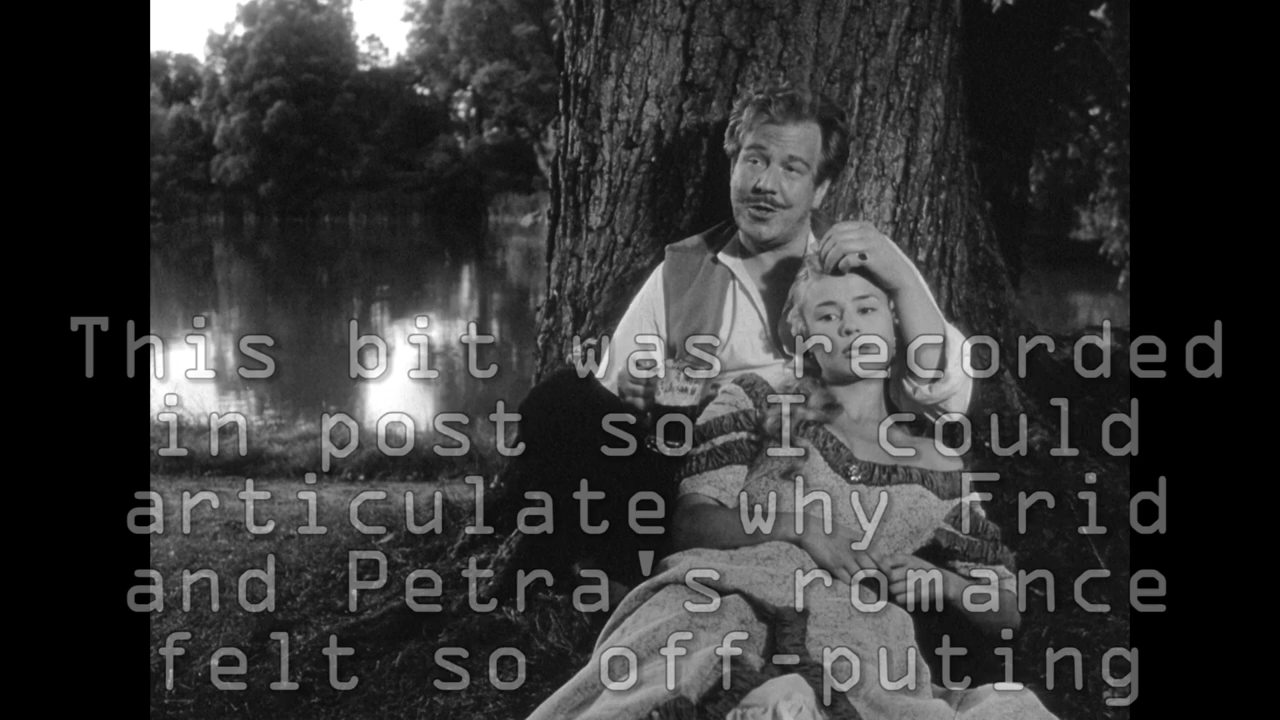 This bit was recorded
in post so I could
articulate why Frid
and Petra's romance
felt so off-puting